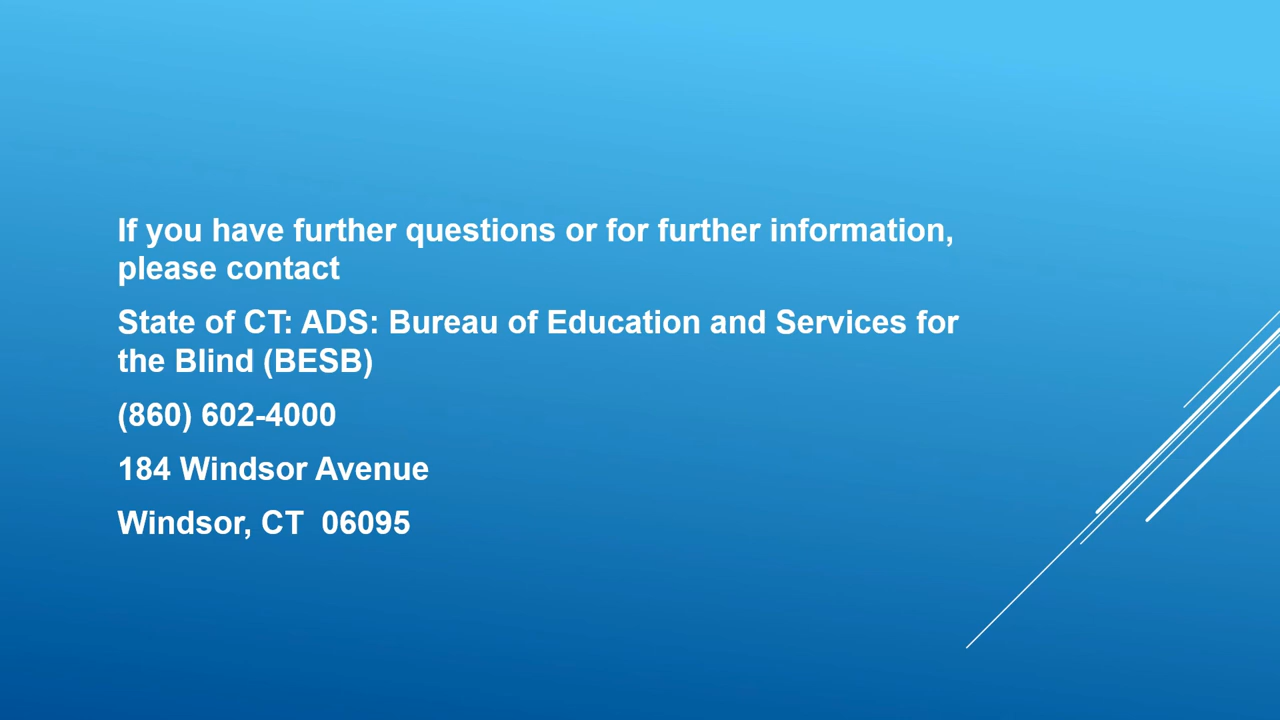 If you have further questions or for further information,
please contact
State of CT: ADS: Bureau of Education and Services for
the Blind (BESB)
(860) 602-4000
184 Windsor Avenue
Windsor, CT  06095